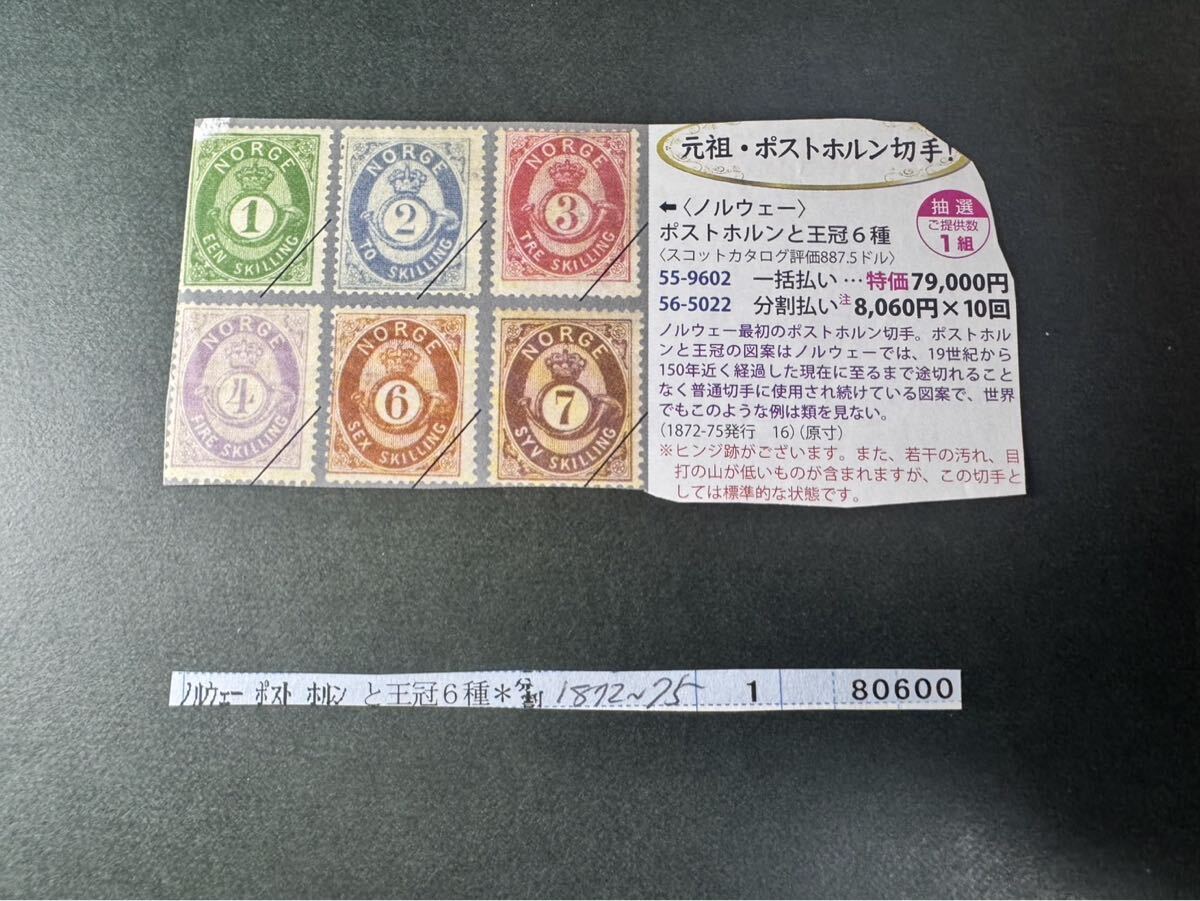 NORGE
1
EEN SKILLING
NORGE
2
TO SKILLING
NORGE
3
TRE SKILLING
NORGE
4
FIRE SKILLING
NORGE
6
SEX SKILLING
NORGE
7
SYV SKILLING
元祖・ポストホルン切手!
抽選
ご提供数
1組
←〈ノルウェー〉
ポストホルンと王冠6種
〈スコットカタログ評価887.5ドル〉
55-9602 一括払い…特価79,000円
56-5022 分割払い注8,060円×10回
ノルウェー最初のポストホルン切手。ポストホル
ンと王冠の図案はノルウェーでは、19世紀から
150年近く経過した現在に至るまで途切れること
なく普通切手に使用され続けている図案で、世界
でもこのような例は類を見ない。
(1872-75発行 16)(原寸)
※ヒンジ跡がございます。また、若干の汚れ、目
打の山が低いものが含まれますが、この切手と
しては標準的な状態です。
ノルウェー ポスト ホルン と王冠6種* 1872~75 1 80600